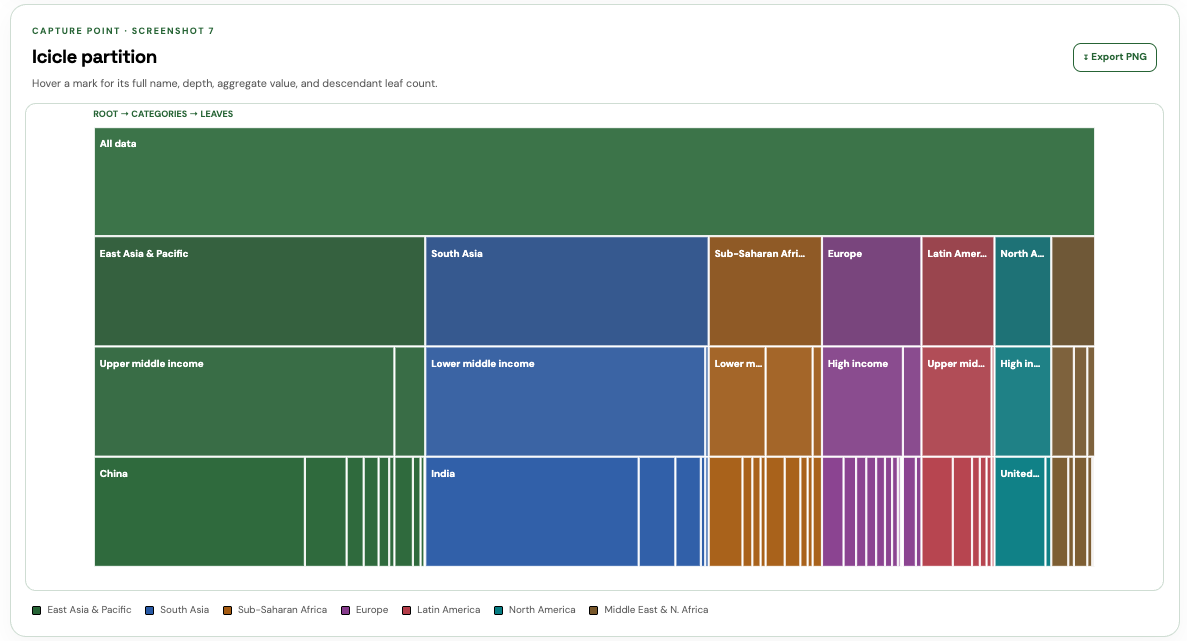 CAPTURE POINT · SCREENSHOT 7
Icicle partition
↧ Export PNG
Hover a mark for its full name, depth, aggregate value, and descendant leaf count.
ROOT → CATEGORIES → LEAVES
All data
East Asia & Pacific
South Asia
Sub-Saharan Afri...
Europe
Latin Amer...
North A...
Upper middle income
Lower middle income
Lower m...
High income
Upper mid...
High in...
China
India
United...
East Asia & Pacific
South Asia
Sub-Saharan Africa
Europe
Latin America
North America
Middle East & N. Africa